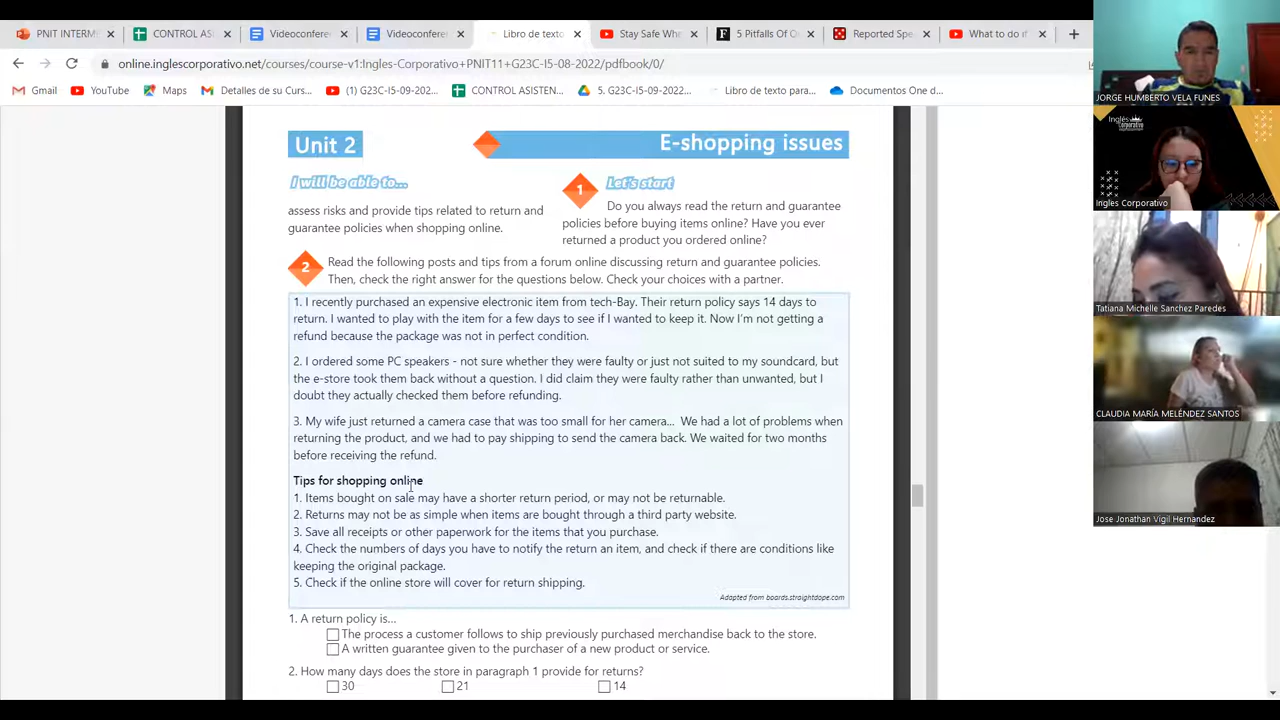 PNIT INTERM
CONTROL AS
Videoconferenc
Videoconferenc
Libro de texto
Stay Safe Wh
5 Pitfalls Of O
Reported Spe
What to do if
online.inglescorporativo.net/courses/course-v1:Ingles-Corporativo+PNIT11+G23C-I5-08-2022/pdfbook/0/
Gmail
YouTube
Maps
Detalles de su Curs...
(1) G23C-I5-09-2022...
CONTROL ASISTEN...
5. G23C-I5-09-2022...
Libro de texto para...
Documentos One d...
Unit 2
E-shopping issues
I will be able to...
assess risks and provide tips related to return and
guarantee policies when shopping online.
1
Let's start
Do you always read the return and guarantee
policies before buying items online? Have you ever
returned a product you ordered online?
2
Read the following posts and tips from a forum online discussing return and guarantee policies.
Then, check the right answer for the questions below. Check your choices with a partner.
1. I recently purchased an expensive electronic item from tech-Bay. Their return policy says 14 days to
return. I wanted to play with it for few days to see if I wanted to keep it. Now I'm not getting a
refund because the package was not in perfect condition.
2. I ordered some PC speakers - not sure whether they were faulty or just not suited to my soundcard, but
the e-store took them back without a question. I did claim they were faulty rather than unwanted, but I
doubt they actually checked them before refunding.
3. My wife just returned a camera case that was too small for her camera... We had a lot of problems when
returning the product, and we had to pay shipping to send the camera back. We waited for two months
before receiving the refund.
Tips for shopping online
1. Items bought on sale may have a shorter return period, or may not be returnable.
2. Returns may not be as simple when items are bought through a third party website.
3. Save all receipts or other paperwork for the items that you purchase.
4. Check the numbers of days you have to notify the return an item, and check if there are conditions like
keeping the original package.
5. Check if the online store will cover for return shipping.
Adapted from boards.straightdope.com
1. A return policy is...
The process a customer follows to ship previously purchased merchandise back to the store.
A written guarantee given to the purchaser of a new product or service.
2. How many days does the store in paragraph 1 provide for returns?
30
21
14
JORGE HUMBERTO VELA FUNES
Inglés
Corporativo
Ingles Corporativo
Tatiana Michelle Sanchez Paredes
CLAUDIA MARÍA MELÉNDEZ SANTOS
Jose Jonathan Vigil Hernandez